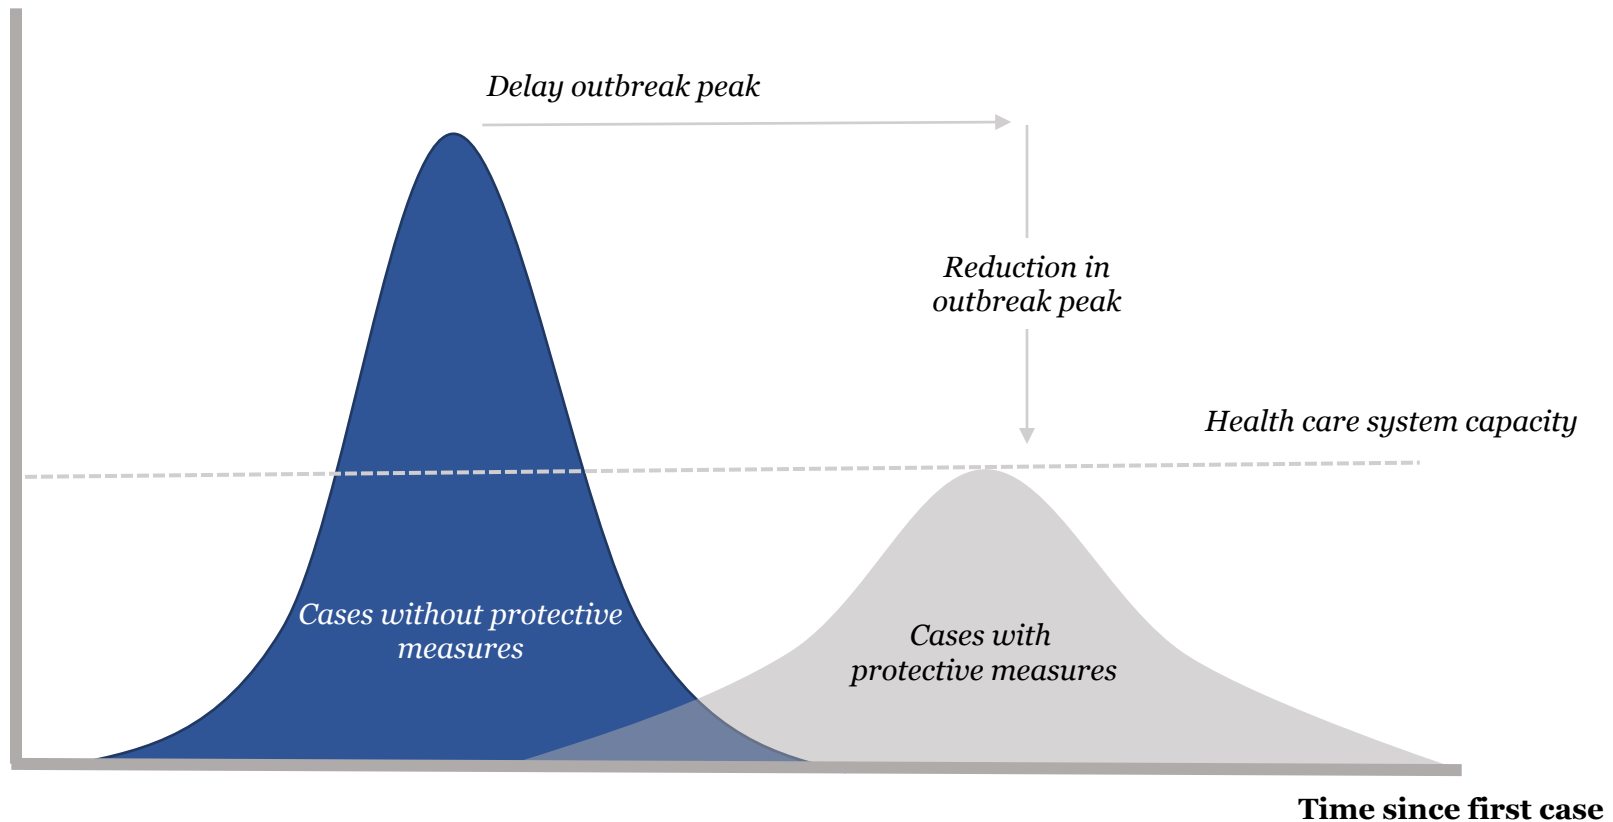 Delay outbreak peak
Reduction in
outbreak peak
Health care system capacity
Cases without protective
measures
Cases with
protective measures
Time since first case